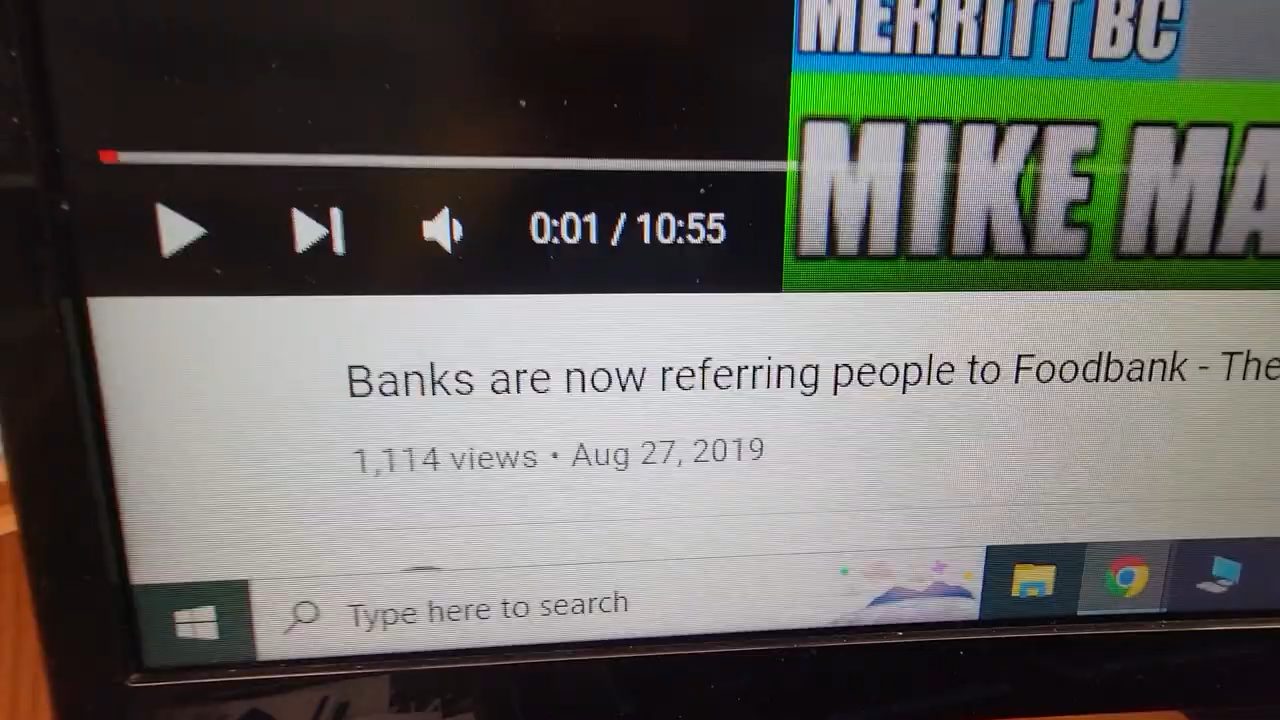 MERRITT BC
MIKE MA
0:01 / 10:55
Banks are now referring people to Foodbank - The
1,114 views • Aug 27, 2019
Type here to search